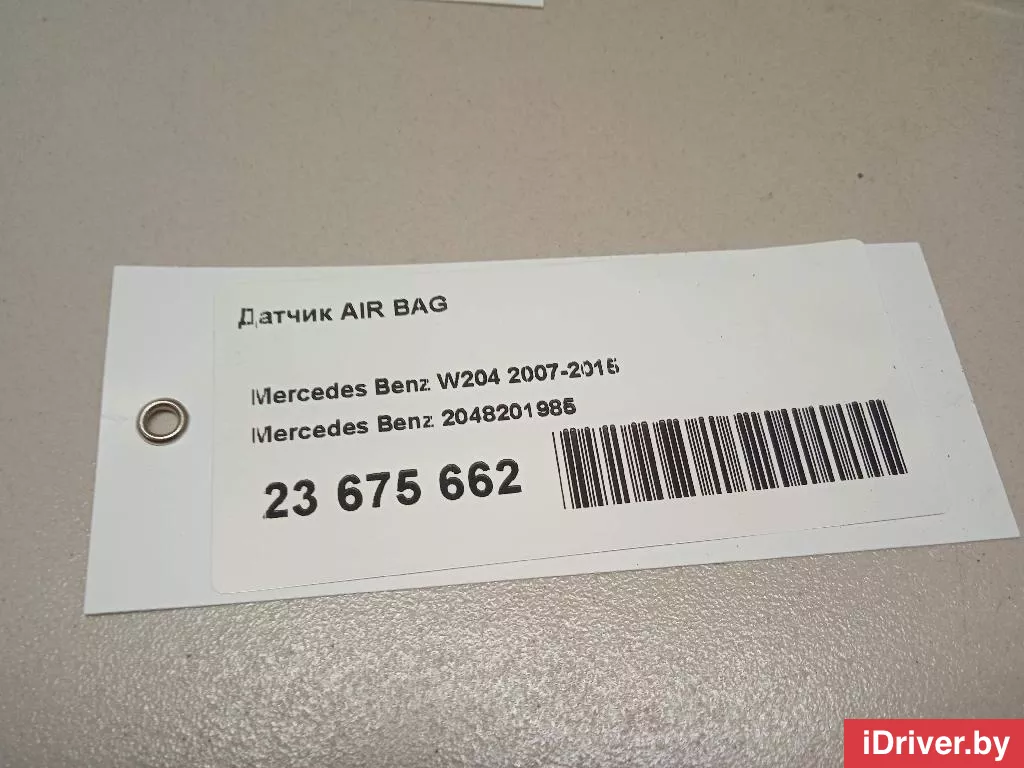 Датчик AIR BAG
Mercedes Benz W204 2007-2015
Mercedes Benz 2048201985
23 675 662
iDriver.by